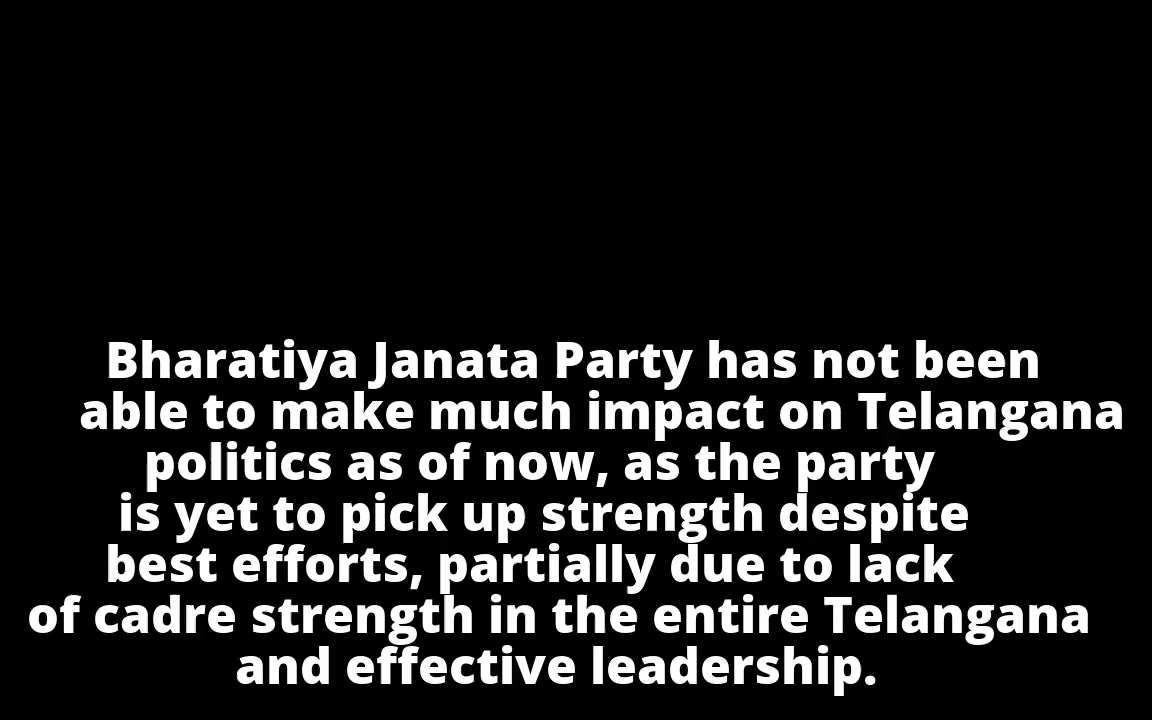 Bharatiya Janata Party has not been
able to make much impact on Telangana
politics as of now, as the party
is yet to pick up strength despite
best efforts, partially due to lack
of cadre strength in the entire Telangana
and effective leadership.